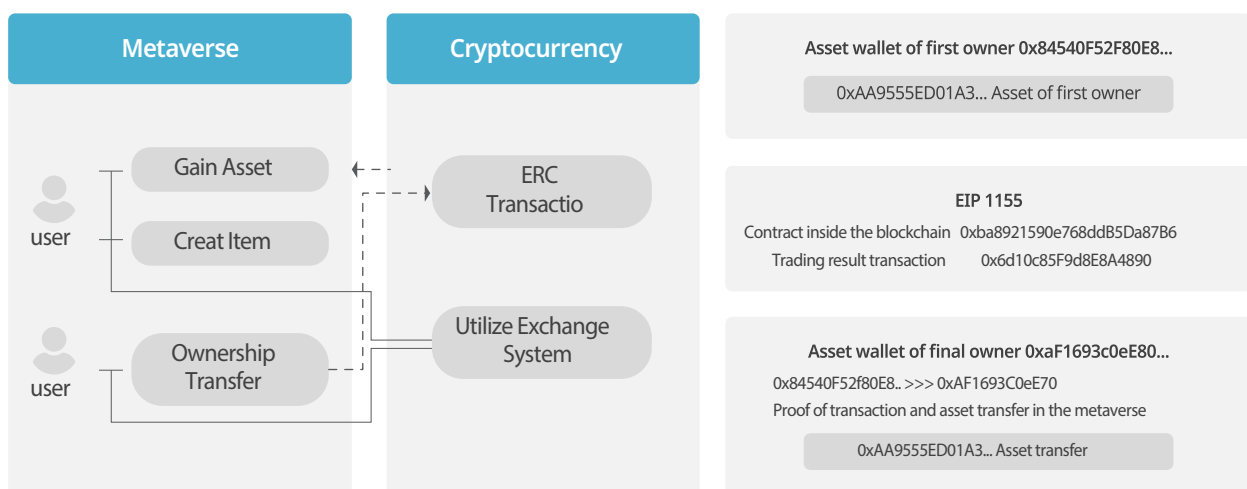 Metaverse
Gain Asset
user
Creat Item
user
Ownership
Transfer
Cryptocurrency
ERC
Transactio
Utilize Exchange
System
Asset wallet of first owner 0x84540F52F80E8...
0xAA9555ED01A3... Asset of first owner
EIP 1155
Contract inside the blockchain 0xba8921590e768ddB5Da87B6
Trading result transaction 0x6d10c85F9d8E8A4890
Asset wallet of final owner 0xaF1693c0eE80...
0x84540F52f80E8.. >>> 0xAF1693C0eE70
Proof of transaction and asset transfer in the metaverse
0xAA9555ED01A3... Asset transfer